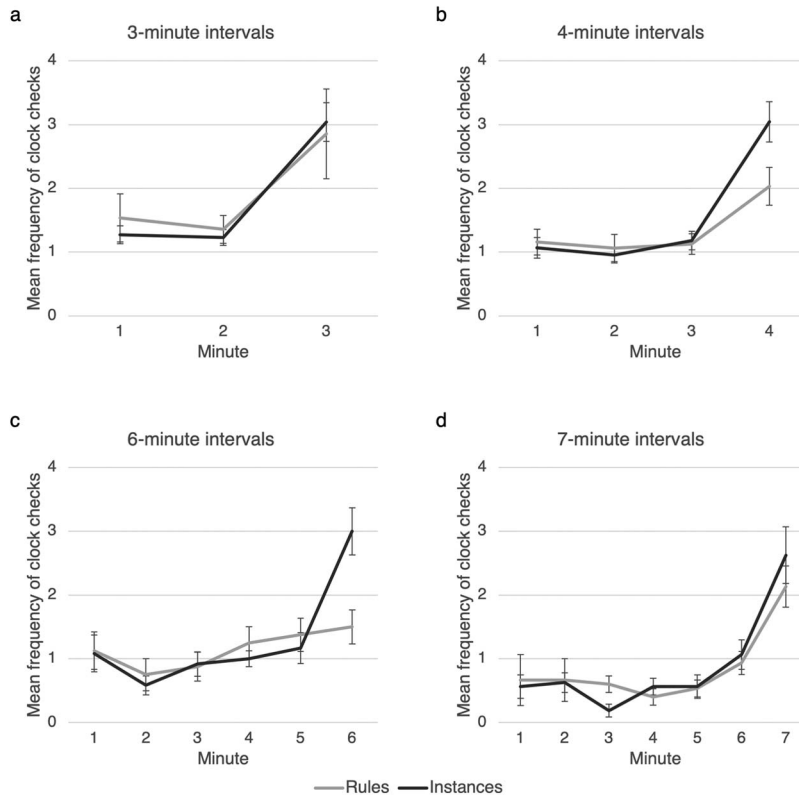 a
3-minute intervals
Mean frequency of clock checks
4
3
2
1
0
1 2 3
Minute
b
4-minute intervals
Mean frequency of clock checks
4
3
2
1
0
1 2 3 4
Minute
c
6-minute intervals
Mean frequency of clock checks
4
3
2
1
0
1 2 3 4 5 6
Minute
d
7-minute intervals
Mean frequency of clock checks
4
3
2
1
0
1 2 3 4 5 6 7
Minute
Rules Instances